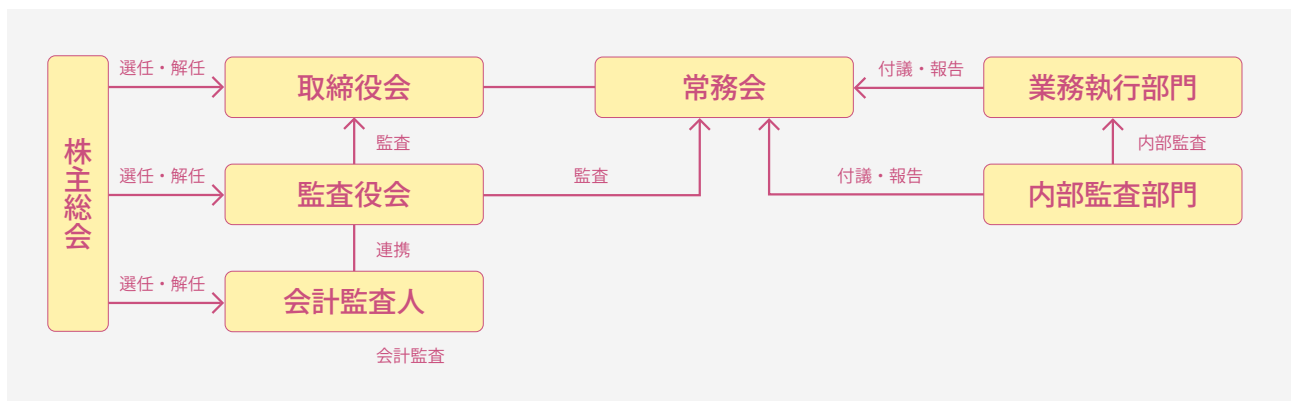 株主総会
選任・解任
取締役会
常務会
付議・報告
業務執行部門
監査
内部監査
選任・解任
監査役会
監査
付議・報告
内部監査部門
連携
選任・解任
会計監査人
会計監査